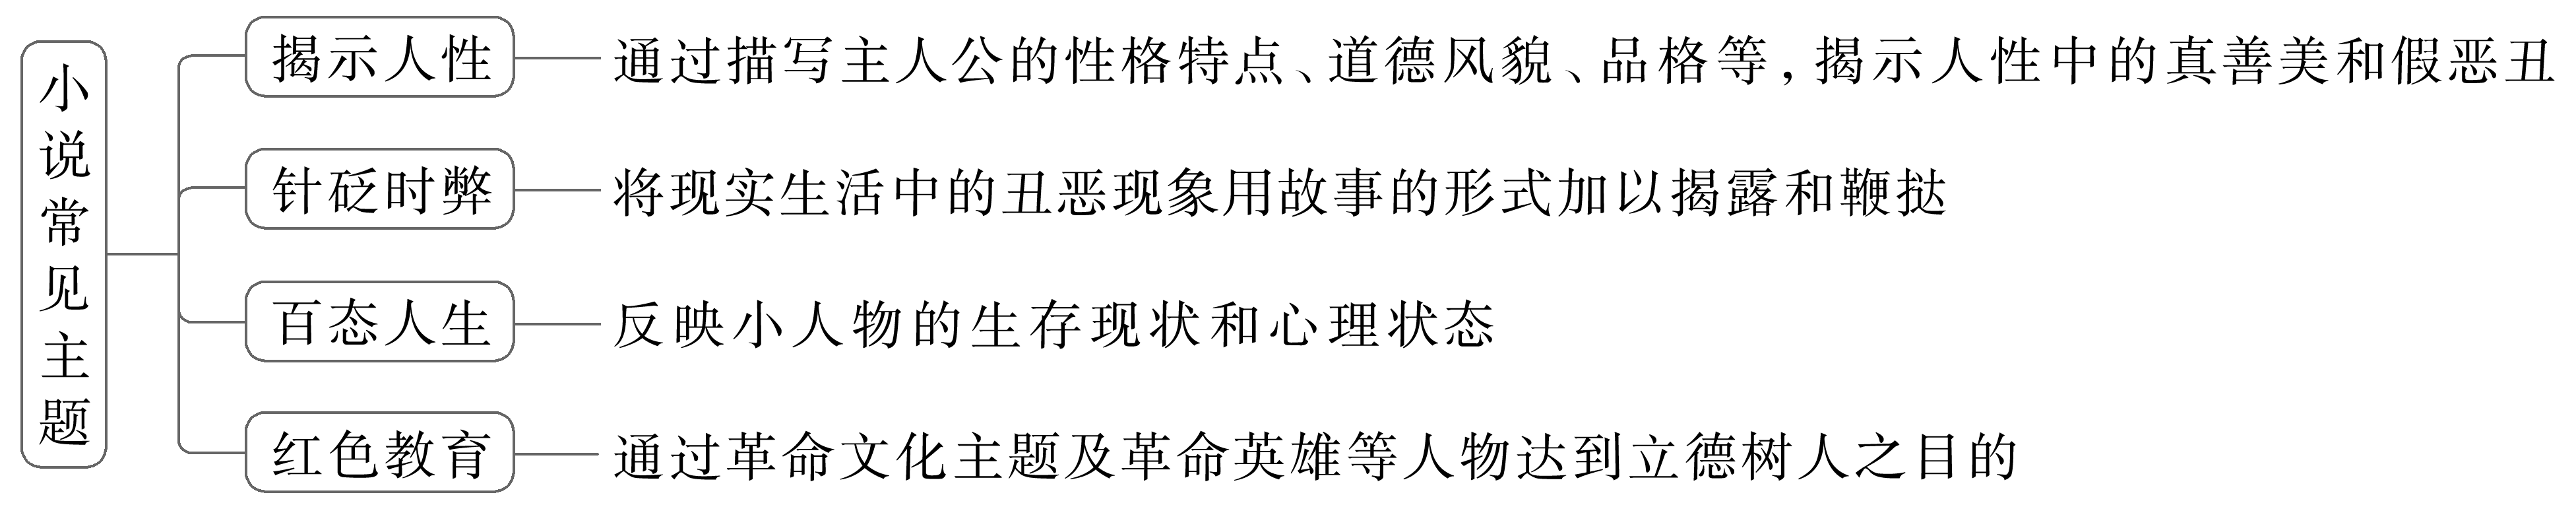 小说常见主题
揭示人性
通过描写主人公的性格特点、道德风貌、品格等，揭示人性中的真善美和假恶丑
针砭时弊
将现实生活中的丑恶现象用故事的形式加以揭露和鞭挞
百态人生
反映小人物的生存现状和心理状态
红色教育
通过革命文化主题及革命英雄等人物达到立德树人之目的